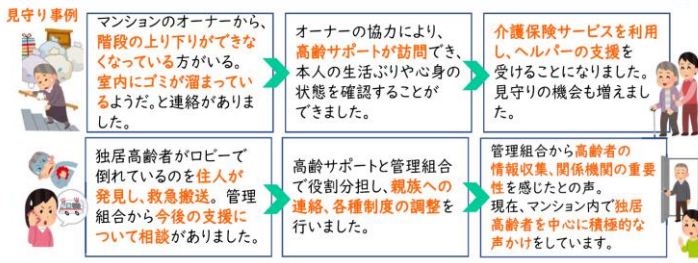 見守り事例
マンションのオーナーから、
階段の上り下りができな
くなっている方がいる。
室内にゴミが溜まってい
るようだ。と連絡がありま
した。
オーナーの協力により、
高齢サポートが訪問でき、
本人の生活ぶりや心身の
状態を確認することが
できました。
介護保険サービスを利用
し、ヘルパーの支援を
受けることになりました。
見守りの機会も増えまし
た。
独居高齢者がロビーで
倒れているのを住人が
発見し、救急搬送。管理
組合から今後の支援に
ついて相談がありました。
高齢サポートと管理組合
で役割分担し、親族への
連絡、各種制度の調整を
行いました。
管理組合から高齢者の
情報収集、関係機関の重要
性を感じたとの声。
現在、マンション内で独居
高齢者を中心に積極的な
声かけをしています。